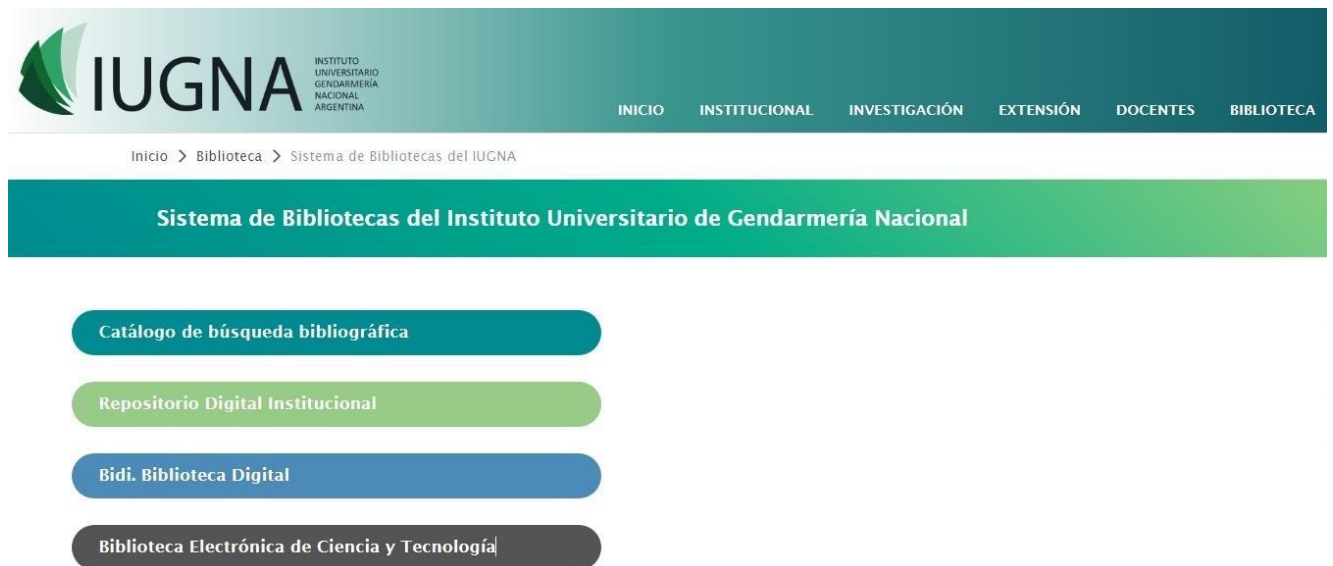 IUGNA
INSTITUTO
UNIVERSITARIO
GENDARMERÍA
NACIONAL
ARGENTINA
INICIO INSTITUCIONAL INVESTIGACIÓN EXTENSIÓN DOCENTES BIBLIOTECA
Inicio > Biblioteca > Sistema de Bibliotecas del IUGNA
Sistema de Bibliotecas del Instituto Universitario de Gendarmería Nacional
Catálogo de búsqueda bibliográfica
Repositorio Digital Institucional
Bidi. Biblioteca Digital
Biblioteca Electrónica de Ciencia y Tecnología